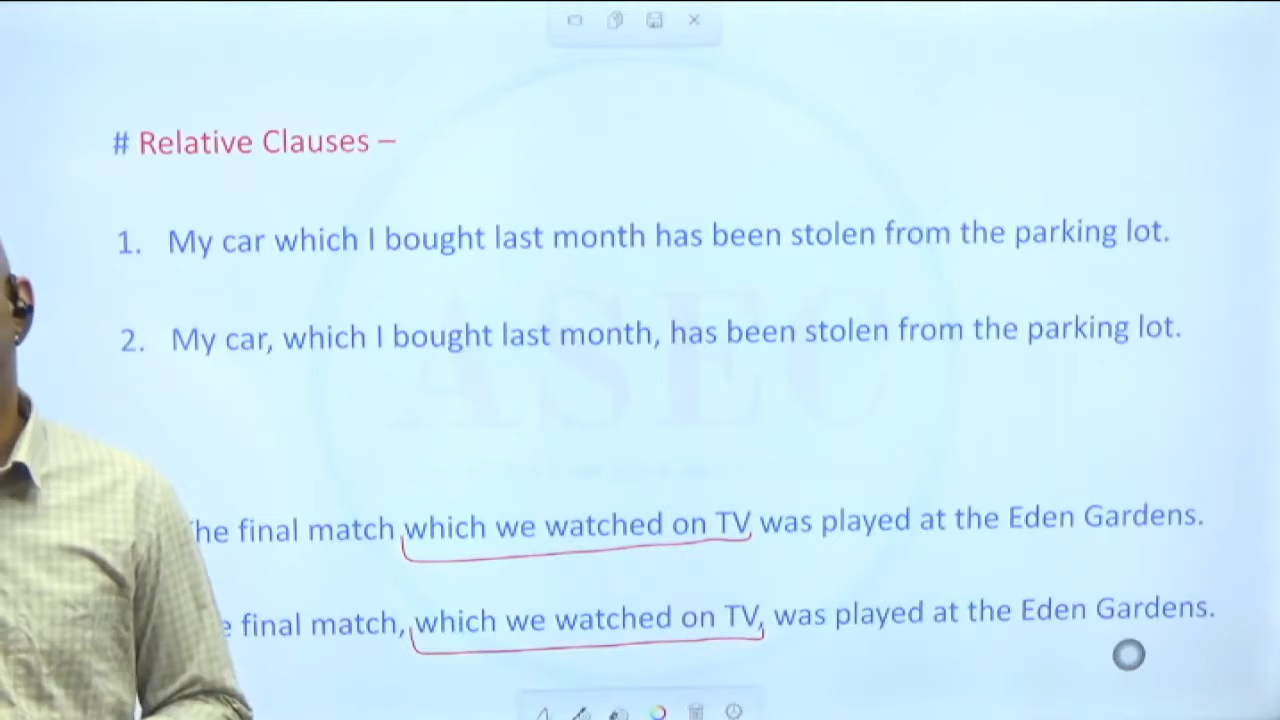 # Relative Clauses –
1. My car which I bought last month has been stolen from the parking lot.
2. My car, which I bought last month, has been stolen from the parking lot.
ASEC
he final match which we watched on TV was played at the Eden Gardens.
e final match, which we watched on TV, was played at the Eden Gardens.